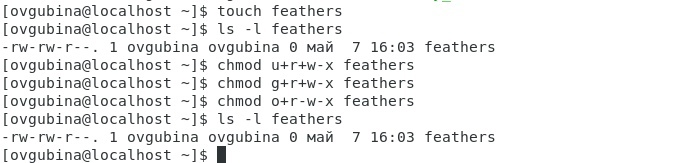 [ovgubina@localhost ~]$ touch feathers
[ovgubina@localhost ~]$ ls -l feathers
-rw-rw-r--. 1 ovgubina ovgubina 0 май  7 16:03 feathers
[ovgubina@localhost ~]$ chmod u+r+w-x feathers
[ovgubina@localhost ~]$ chmod g+r+w-x feathers
[ovgubina@localhost ~]$ chmod o+r-w-x feathers
[ovgubina@localhost ~]$ ls -l feathers
-rw-rw-r--. 1 ovgubina ovgubina 0 май  7 16:03 feathers
[ovgubina@localhost ~]$